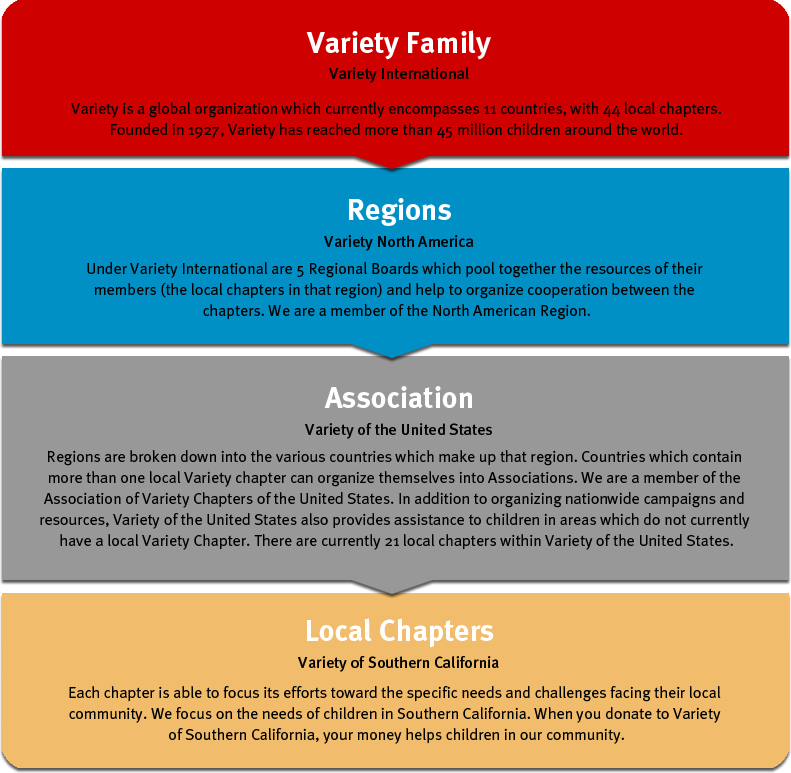 Variety Family
Variety International
Variety is a global organization which currently encompasses 11 countries, with 44 local chapters.
Founded in 1927, Variety has reached more than 45 million children around the world.
Regions
Variety North America
Under Variety International are 5 Regional Boards which pool together the resources of their
members (the local chapters in that region) and help to organize cooperation between the
chapters. We are a member of the North American Region.
Association
Variety of the United States
Regions are broken down into the various countries which make up that region. Countries which contain
more than one local Variety chapter can organize themselves into Associations. We are a member of the
Association of Variety Chapters of the United States. In addition to organizing nationwide campaigns and
resources, Variety of the United States also provides assistance to children in areas which do not currently
have a local Variety Chapter. There are currently 21 local chapters within Variety of the United States.
Local Chapters
Variety of Southern California
Each chapter is able to focus its efforts toward the specific needs and challenges facing their local
community. We focus on the needs of children in Southern California. When you donate to Variety
of Southern California, your money helps children in our community.